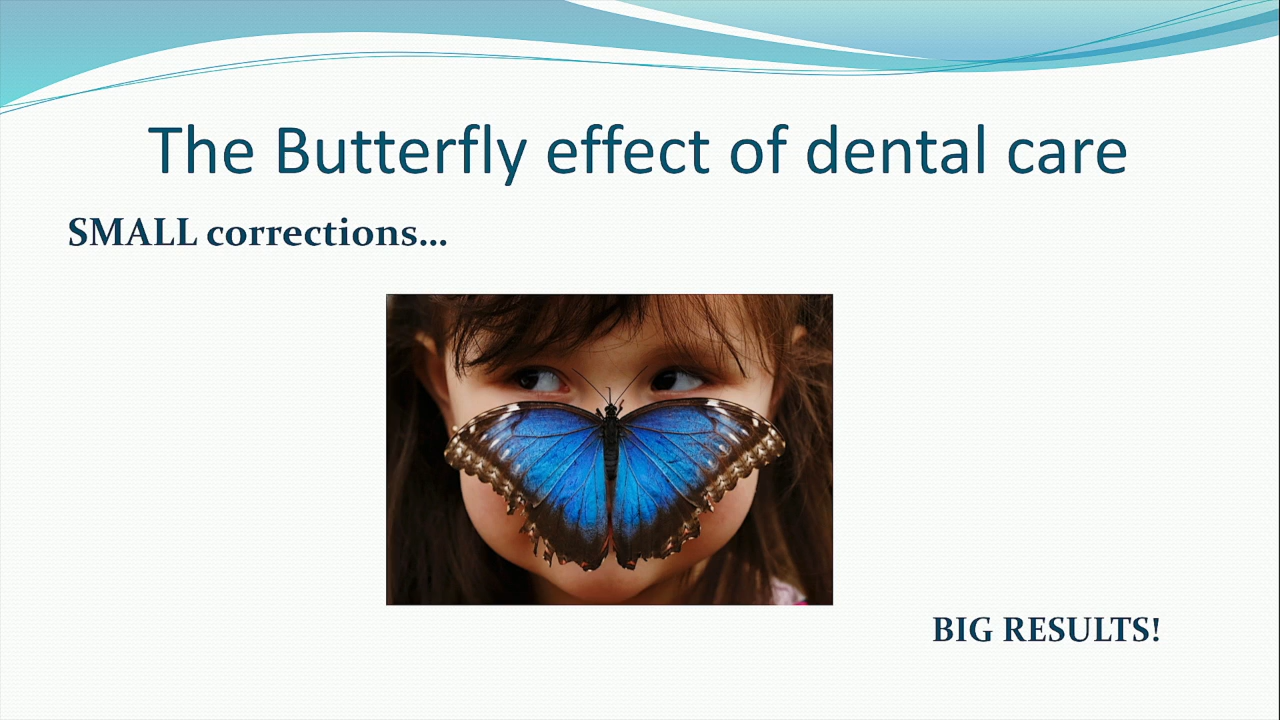 The Butterfly effect of dental care
SMALL corrections...
BIG RESULTS!